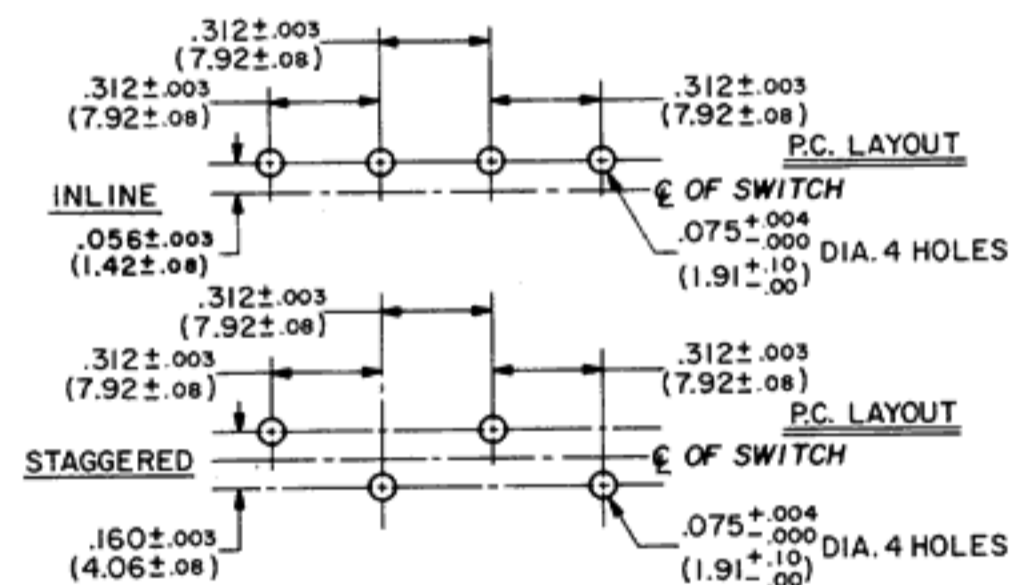 .312±.003
(7.92±.08)
.312±.003
(7.92±.08)
.312±.003
(7.92±.08)
P.C. LAYOUT
INLINE
℄ OF SWITCH
.056±.003
(1.42±.08)
.075+.004-.000 DIA. 4 HOLES
(1.91+.10-.00)
.312±.003
(7.92±.08)
.312±.003
(7.92±.08)
.312±.003
(7.92±.08)
P.C. LAYOUT
STAGGERED
℄ OF SWITCH
.160±.003
(4.06±.08)
.075+.004-.000 DIA. 4 HOLES
(1.91+.10-.00)